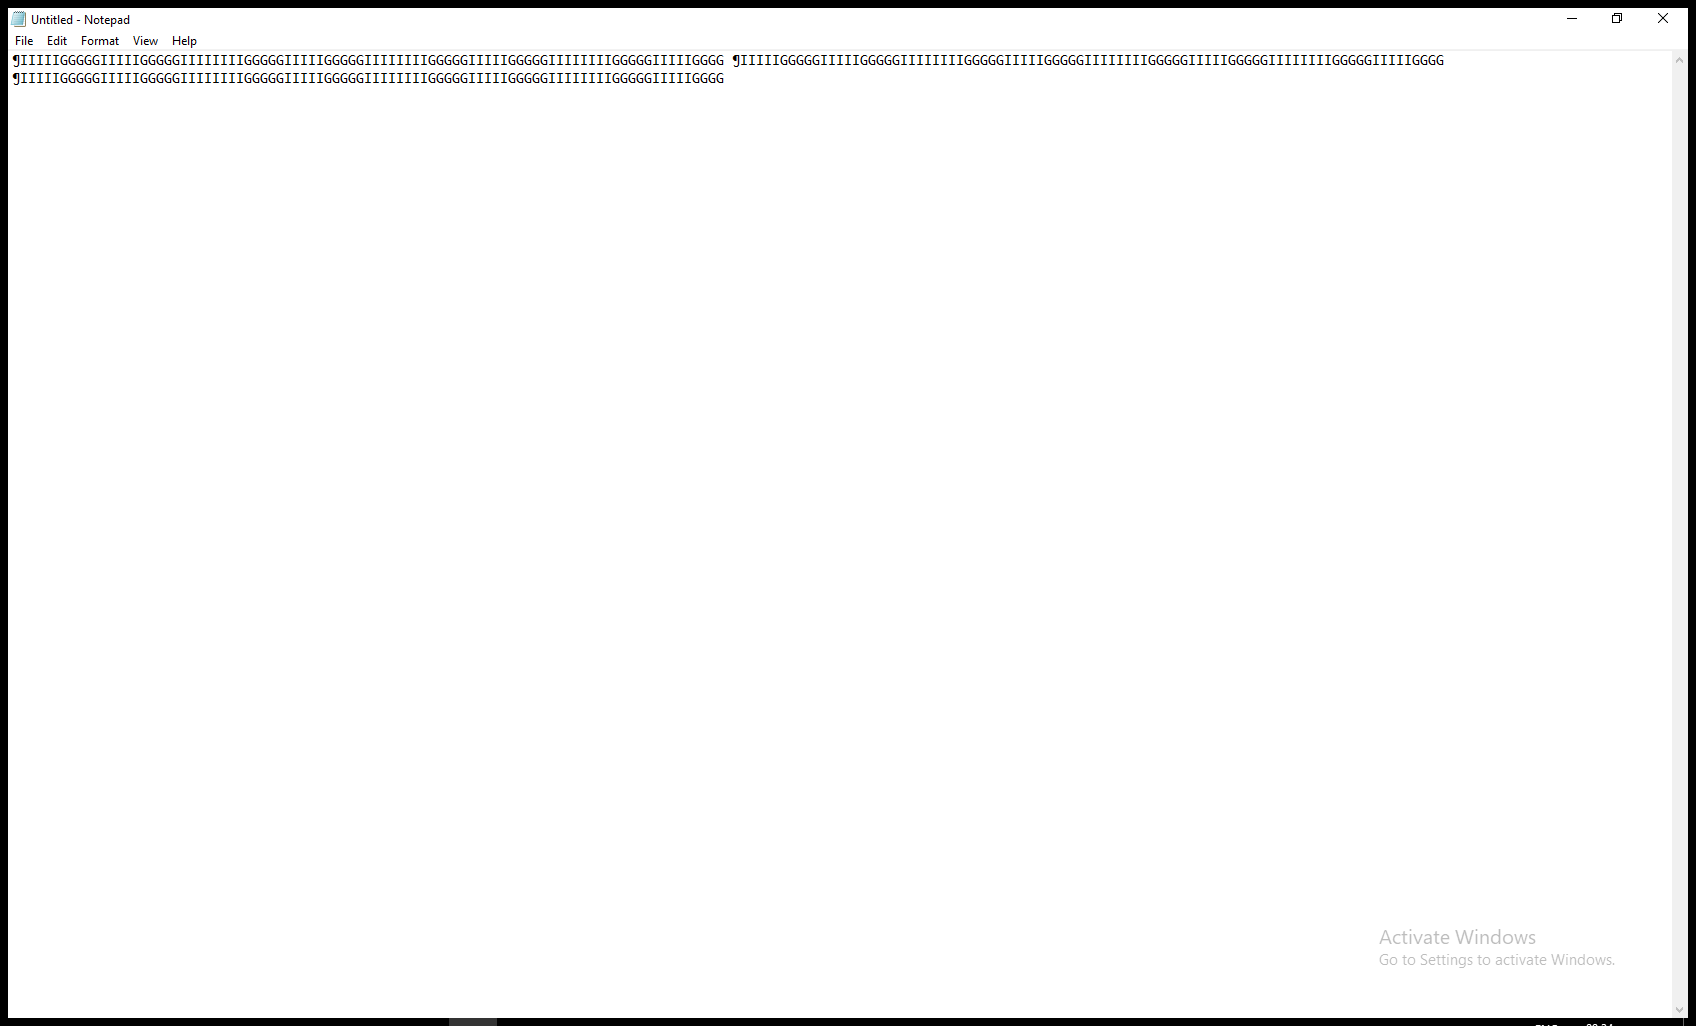 Untitled - Notepad
File Edit Format View Help
¶IIIIIGGGGGIIIIIGGGGGIIIIIIIIGGGGGIIIIIGGGGGIIIIIIIIGGGGGIIIIIGGGGGIIIIIIIIGGGGGIIIIIGGGG ¶IIIIIGGGGGIIIIIGGGGGIIIIIIIIGGGGGIIIIIGGGGGIIIIIIIIGGGGGIIIIIGGGGGIIIIIIIIGGGGGIIIIIGGGG
¶IIIIIGGGGGIIIIIGGGGGIIIIIIIIGGGGGIIIIIGGGGGIIIIIIIIGGGGGIIIIIGGGGGIIIIIIIIGGGGGIIIIIGGGG
Activate Windows
Go to Settings to activate Windows.